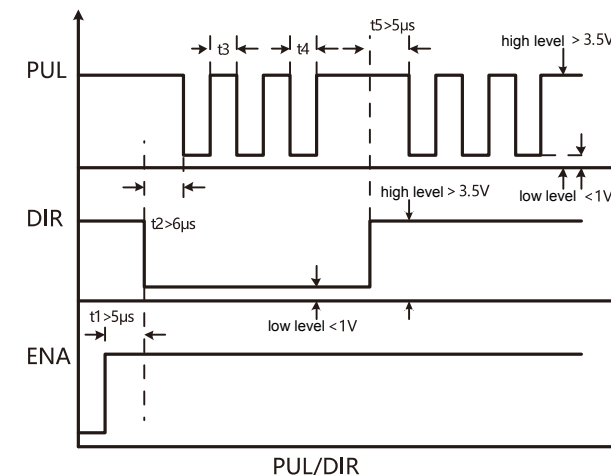 t5>5μs
t3
t4
high level > 3.5V
PUL
low level <1V
high level > 3.5V
DIR
t2>6μs
t1>5μs
low level <1V
ENA
PUL/DIR